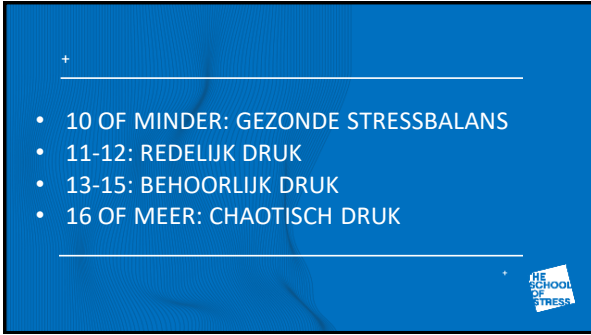 +
• 10 OF MINDER: GEZONDE STRESSBALANS
• 11-12: REDELIJK DRUK
• 13-15: BEHOORLIJK DRUK
• 16 OF MEER: CHAOTISCH DRUK
+
HE
SCHOOL
OF
STRESS